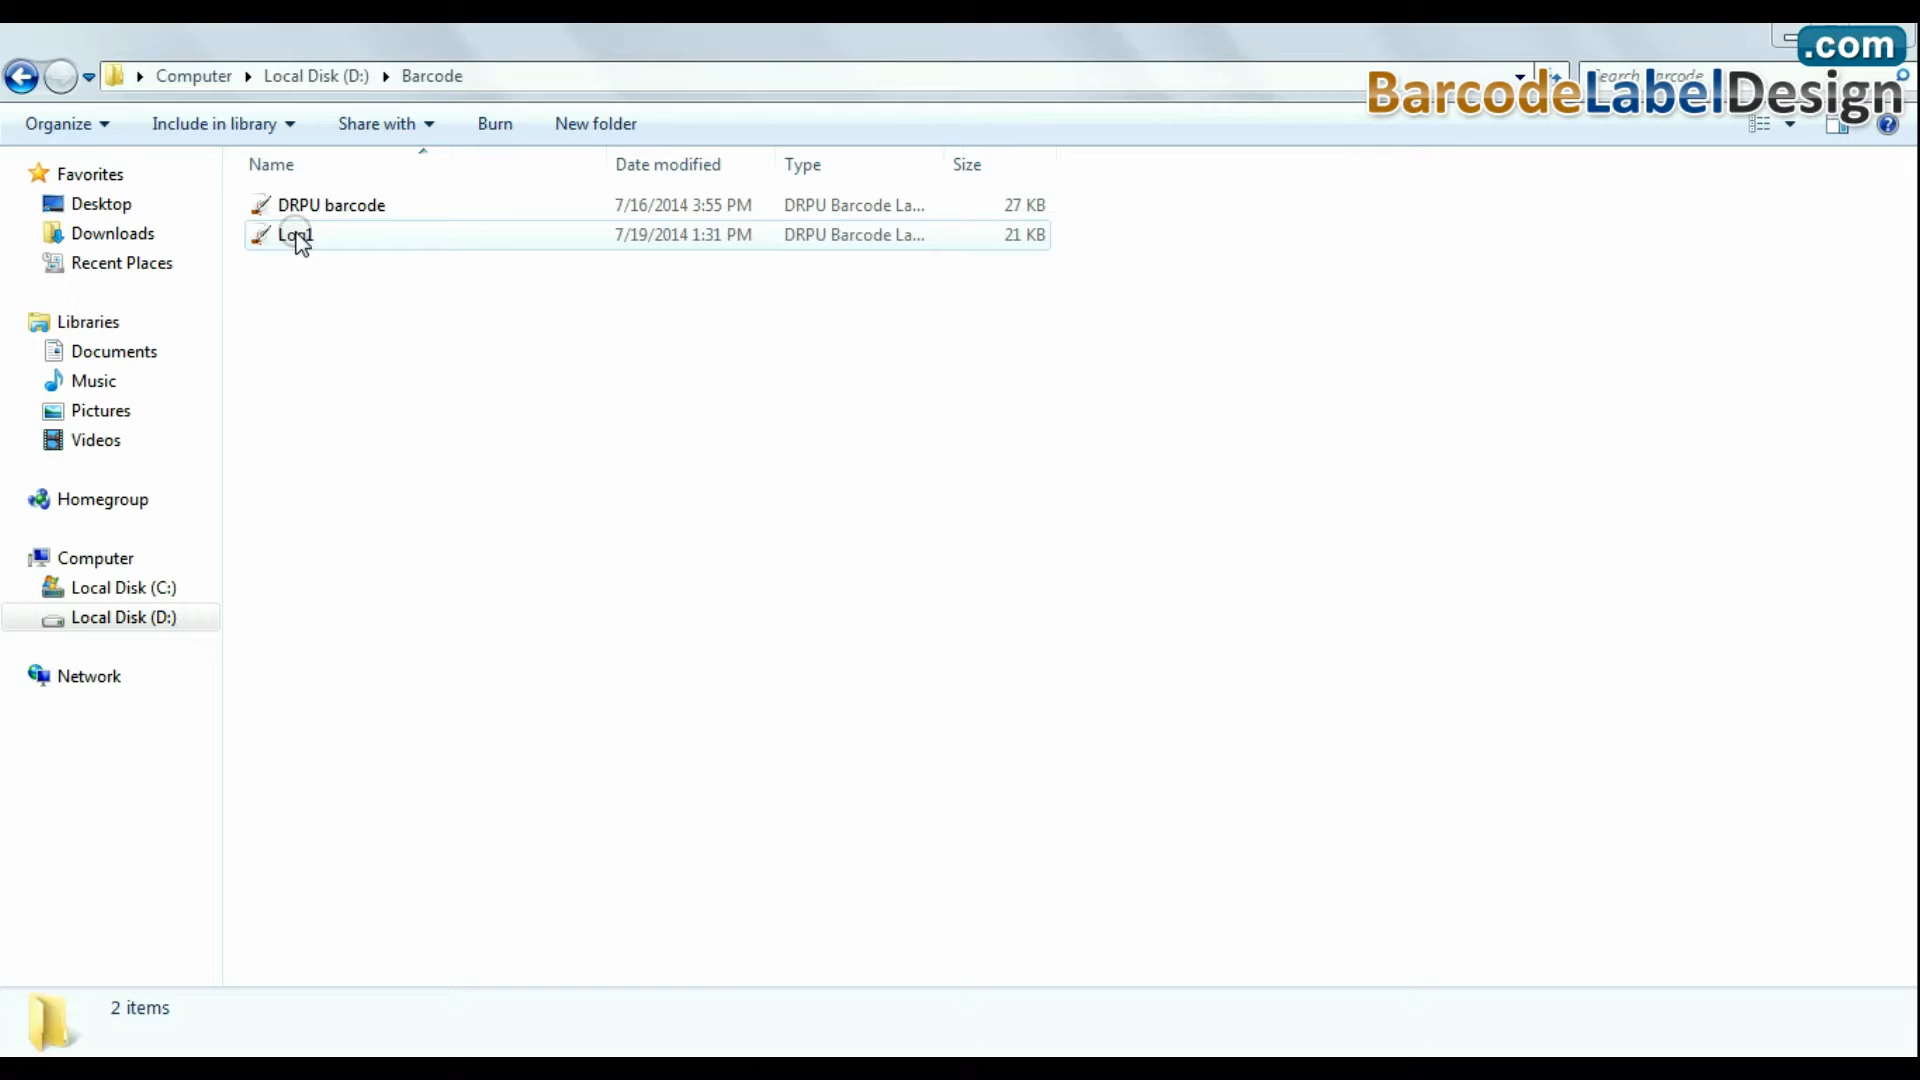 .com
BarcodeLabelDesign
Computer Local Disk (D:) Barcode
Organize Include in library Share with Burn New folder
Name Date modified Type Size
DRPU barcode 7/16/2014 3:55 PM DRPU Barcode La... 27 KB
7/19/2014 1:31 PM DRPU Barcode La... 21 KB
Favorites
Desktop
Downloads
Recent Places
Libraries
Documents
Music
Pictures
Videos
Homegroup
Computer
Local Disk (C:)
Local Disk (D:)
Network
2 items